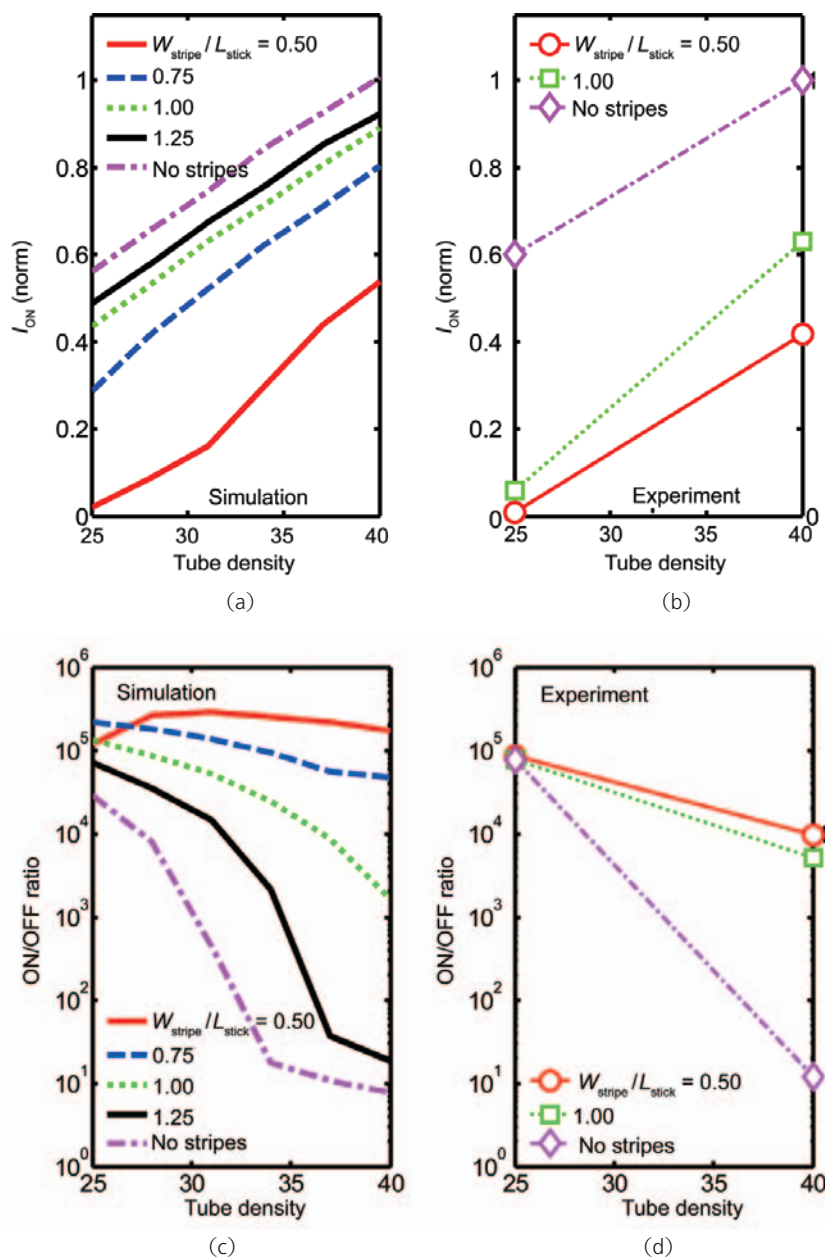 W_stripe / L_stick = 0.50
0.75
1.00
1.25
No stripes
1
0.8
0.6
0.4
0.2
0
I_ON (norm)
Simulation
25 30 35 40
Tube density
(a)
W_stripe / L_stick = 0.50
1.00
No stripes
1
0.8
0.6
0.4
0.2
0
I_ON (norm)
Experiment
0
25 30 35 40
Tube density
(b)
10^6
10^5
10^4
10^3
10^2
10^1
10^0
ON/OFF ratio
Simulation
W_stripe / L_stick = 0.50
0.75
1.00
1.25
No stripes
25 30 35 40
Tube density
(c)
10^6
10^5
10^4
10^3
10^2
10^1
10^0
ON/OFF ratio
Experiment
W_stripe / L_stick = 0.50
1.00
No stripes
25 30 35 40
Tube density
(d)